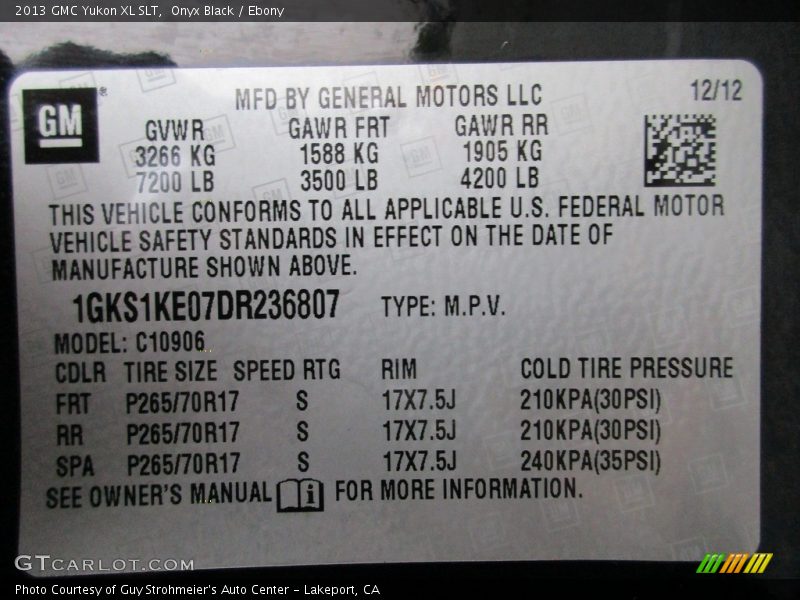 2013 GMC Yukon XL SLT,  Onyx Black / Ebony
GM ®
MFD BY GENERAL MOTORS LLC 12/12
GVWR GAWR FRT GAWR RR
3266 KG 1588 KG 1905 KG
7200 LB 3500 LB 4200 LB
THIS VEHICLE CONFORMS TO ALL APPLICABLE U.S. FEDERAL MOTOR
VEHICLE SAFETY STANDARDS IN EFFECT ON THE DATE OF
MANUFACTURE SHOWN ABOVE.
1GKS1KE07DR236807 TYPE: M.P.V.
MODEL: C10906
CDLR TIRE SIZE SPEED RTG RIM COLD TIRE PRESSURE
FRT P265/70R17 S 17X7.5J 210KPA(30PSI)
RR P265/70R17 S 17X7.5J 210KPA(30PSI)
SPA P265/70R17 S 17X7.5J 240KPA(35PSI)
SEE OWNER'S MANUAL i FOR MORE INFORMATION.
GTCARLOT.COM
Photo Courtesy of Guy Strohmeier's Auto Center - Lakeport, CA